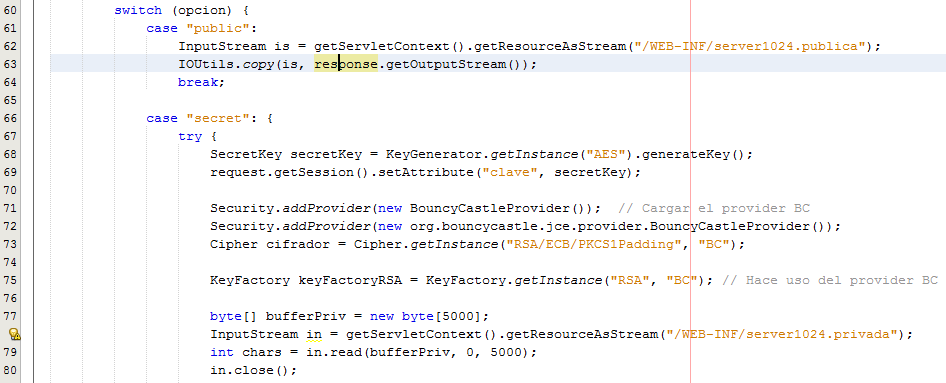 60 switch (opcion) {
61 case "public":
62 InputStream is = getServletContext().getResourceAsStream("/WEB-INF/server1024.publica");
63 IOUtils.copy(is, response.getOutputStream());
64 break;
65
66 case "secret": {
67 try {
68 SecretKey secretKey = KeyGenerator.getInstance("AES").generateKey();
69 request.getSession().setAttribute("clave", secretKey);
70
71 Security.addProvider(new BouncyCastleProvider()); // Cargar el provider BC
72 Security.addProvider(new org.bouncycastle.jce.provider.BouncyCastleProvider());
73 Cipher cifrador = Cipher.getInstance("RSA/ECB/PKCS1Padding", "BC");
74
75 KeyFactory keyFactoryRSA = KeyFactory.getInstance("RSA", "BC"); // Hace uso del provider BC
76
77 byte[] bufferPriv = new byte[5000];
InputStream in = getServletContext().getResourceAsStream("/WEB-INF/server1024.privada");
79 int chars = in.read(bufferPriv, 0, 5000);
80 in.close();